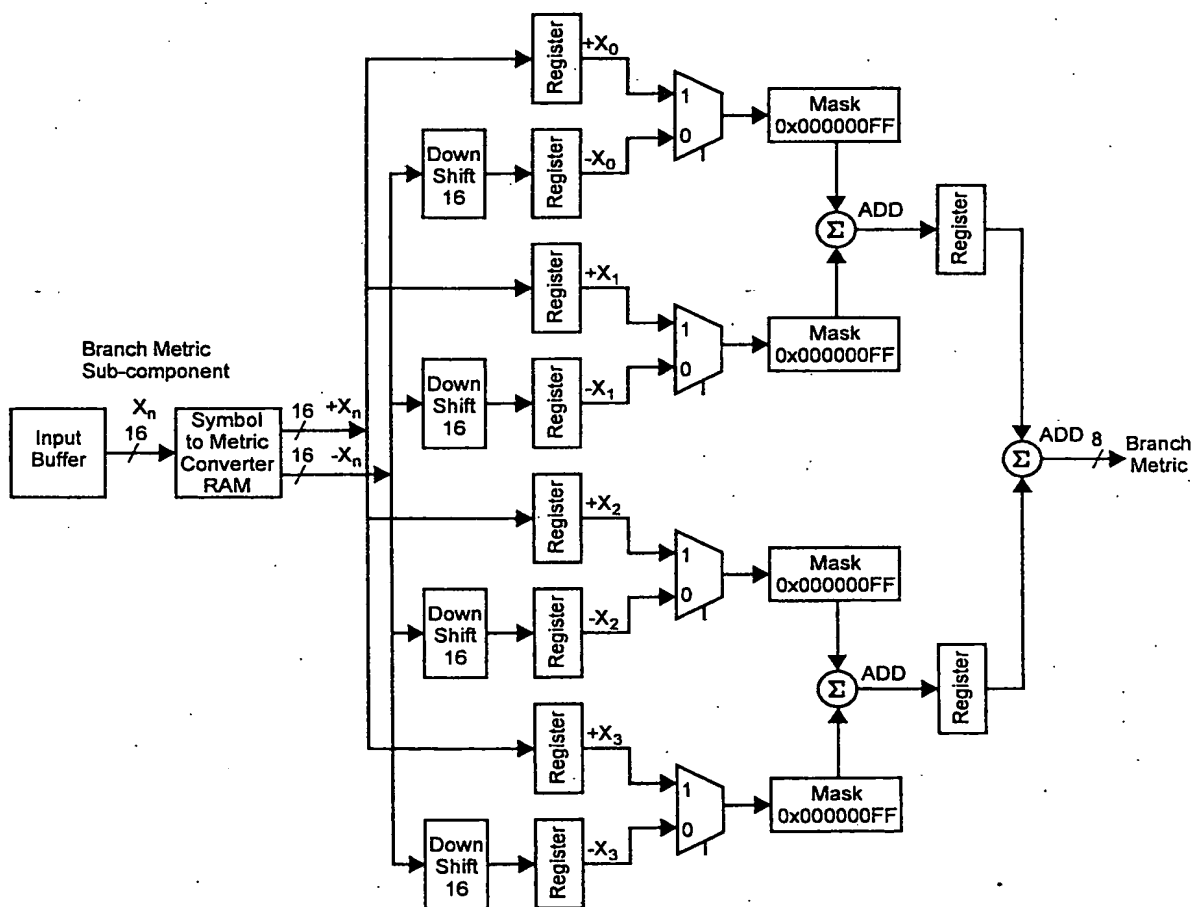 Branch Metric
Sub-component
Input
Buffer
Xn
16
Symbol
to Metric
Converter
RAM
16 +Xn
16 -Xn
Register
+X0
Down
Shift
16
Register
-X0
1
0
Mask
0x000000FF
Register
+X1
Down
Shift
16
Register
-X1
1
0
Mask
0x000000FF
Σ
ADD
Register
Register
+X2
Down
Shift
16
Register
-X2
1
0
Mask
0x000000FF
Register
+X3
Down
Shift
16
Register
-X3
1
0
Mask
0x000000FF
Σ
ADD
Register
Σ
ADD 8
Branch
Metric